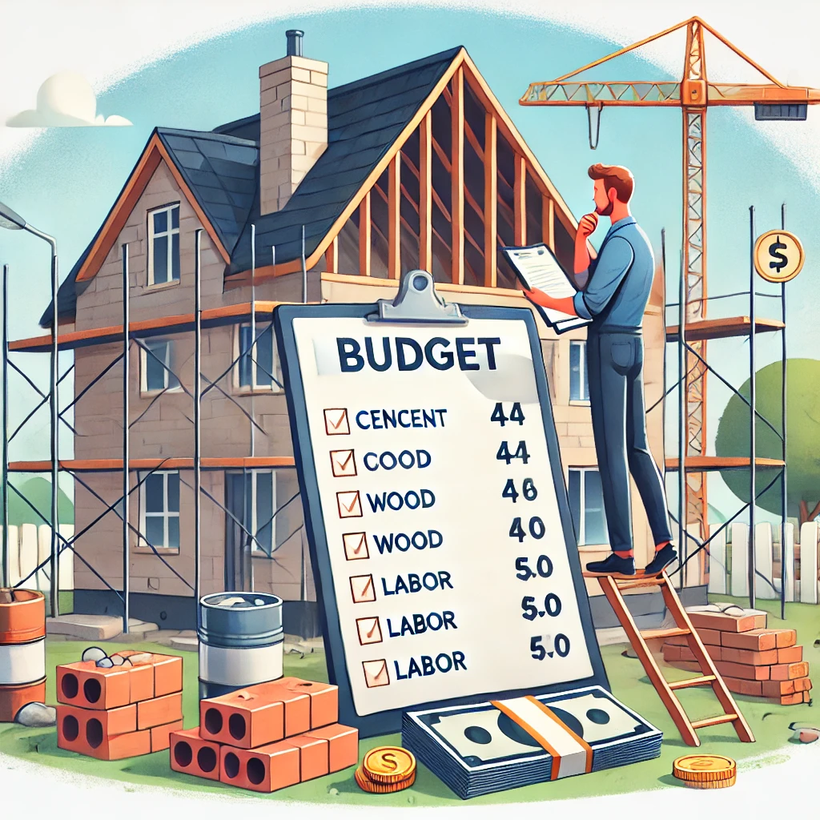 BUDGET
CENCENT 44
COOD 44
WOOD 46
WOOD 40
LABOR 5.0
LABOR 5.0
LABOR 5.0
$
$